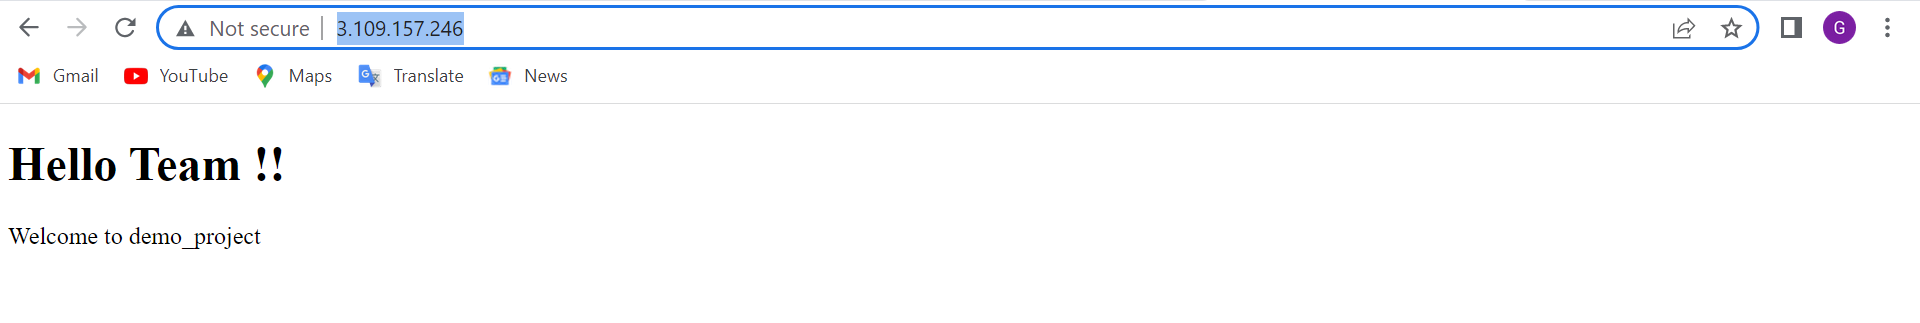 Not secure 3.109.157.246
G
Gmail YouTube Maps Translate News
Hello Team !!
Welcome to demo_project